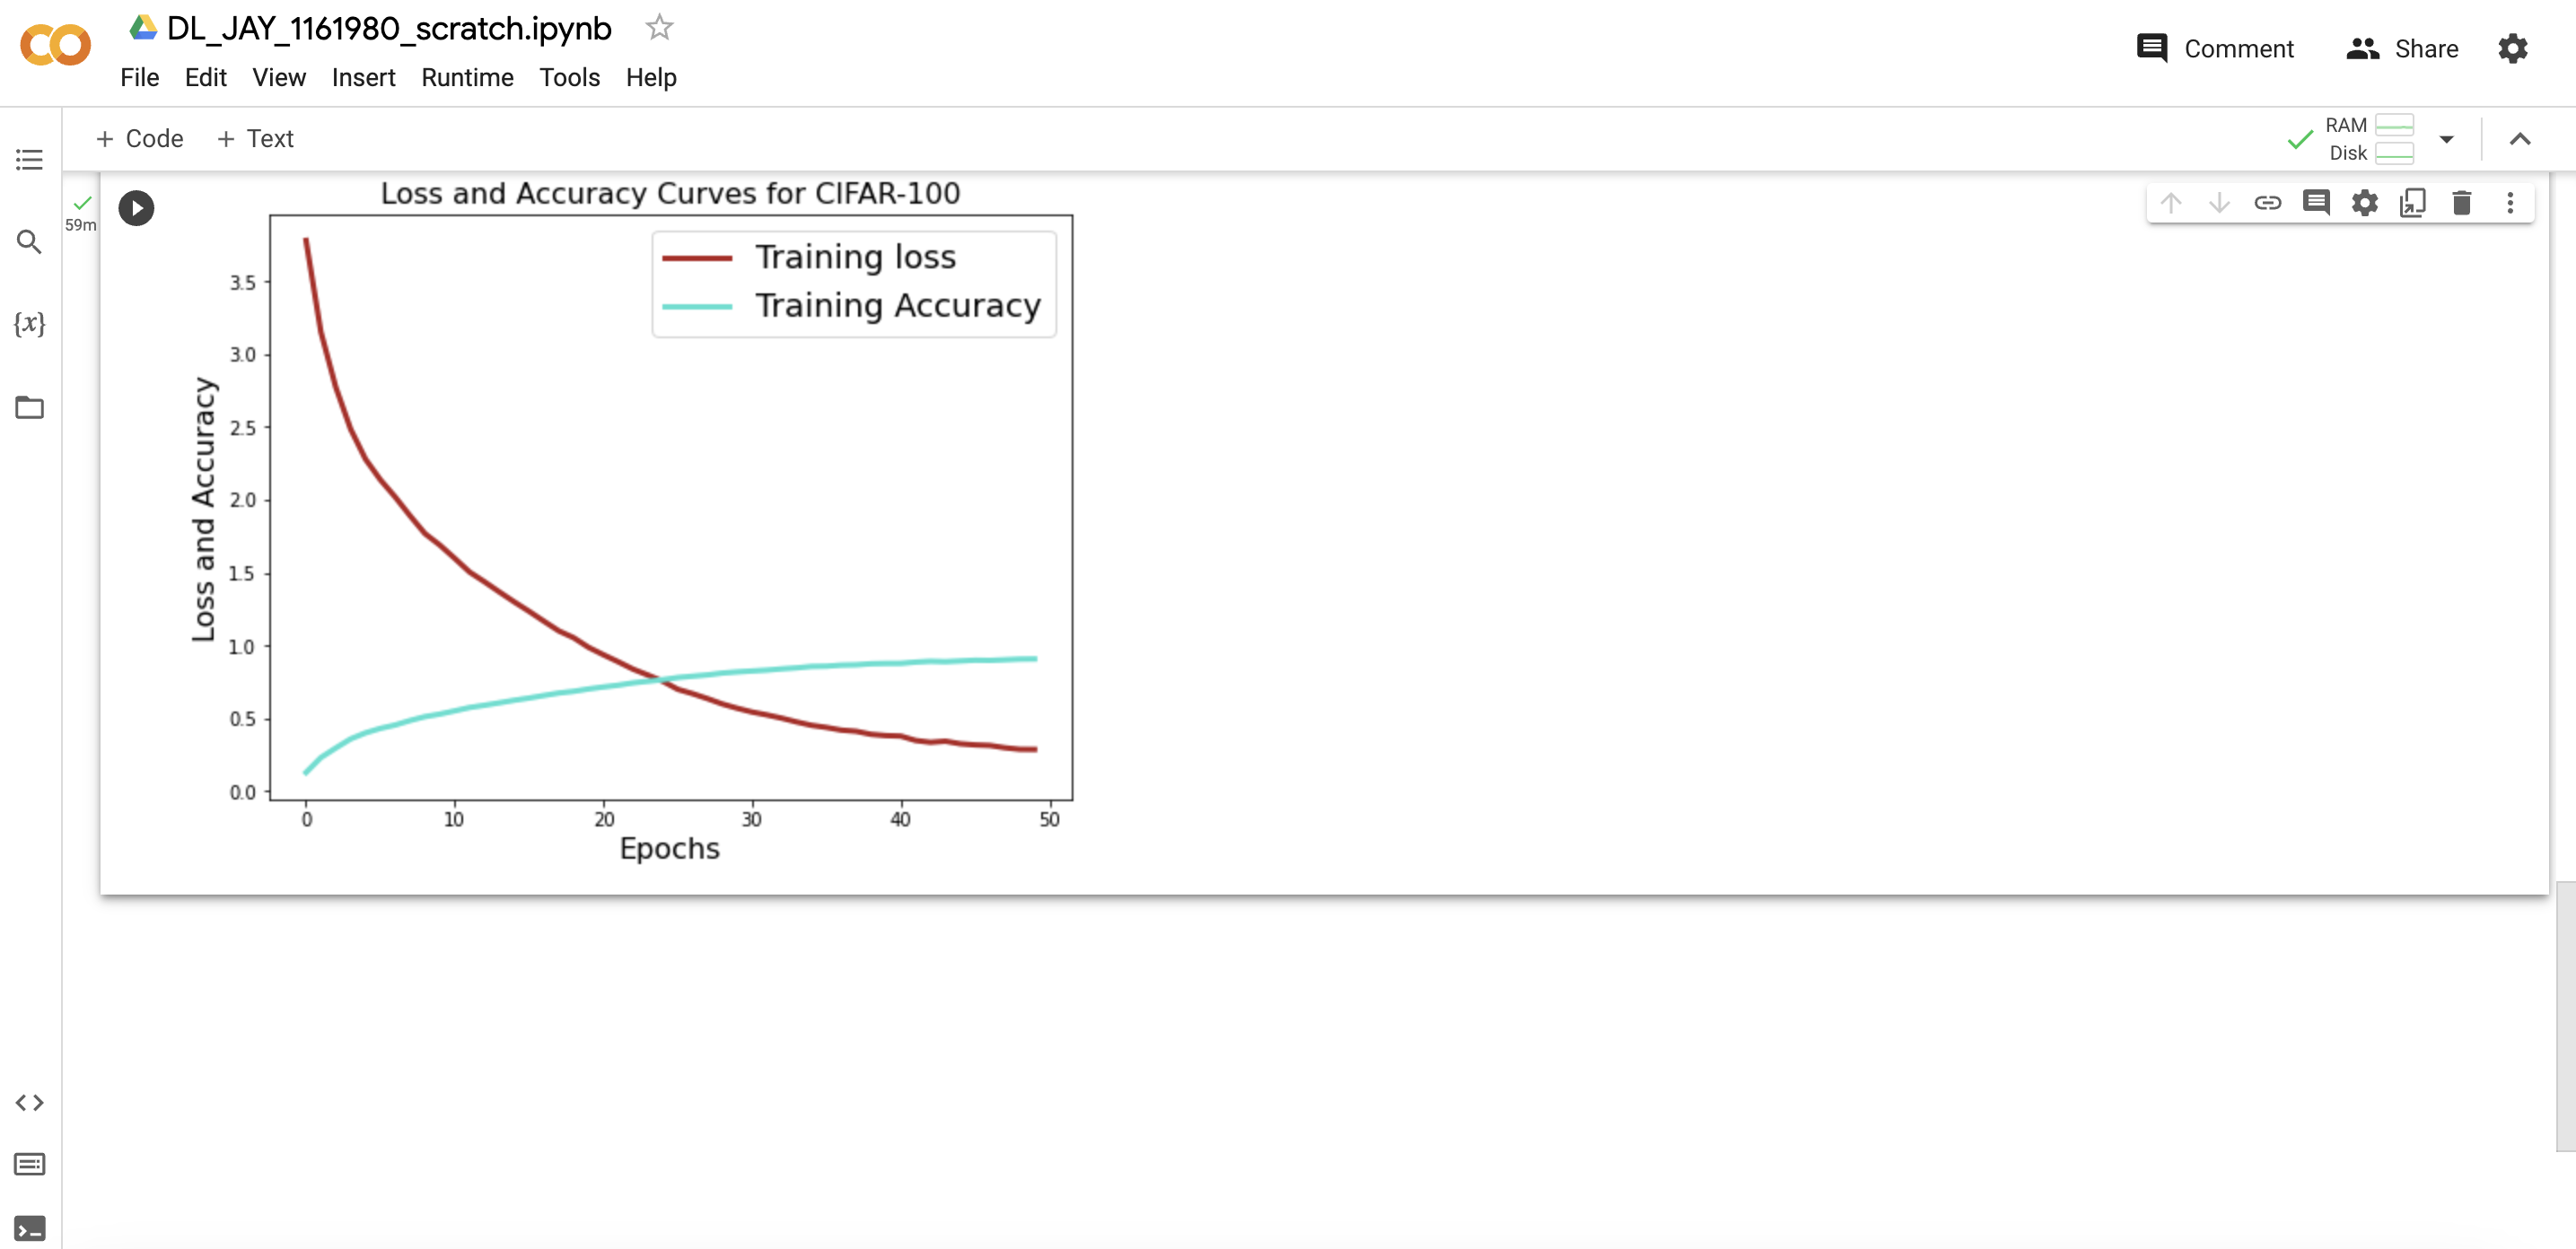 DL_JAY_1161980_scratch.ipynb
File Edit View Insert Runtime Tools Help
Comment Share
+ Code + Text
RAM
Disk
59m
Loss and Accuracy Curves for CIFAR-100
Training loss
Training Accuracy
Loss and Accuracy
3.5
3.0
2.5
2.0
1.5
1.0
0.5
0.0
0 10 20 30 40 50
Epochs
{x}